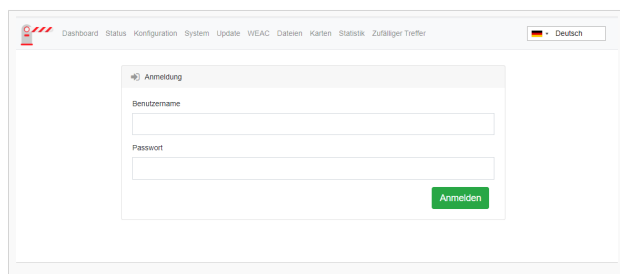 Dashboard Status Konfiguration System Update WEAC Dateien Karten Statistik Zufälliger Treffer Deutsch
Anmeldung
Benutzername
Passwort
Anmelden